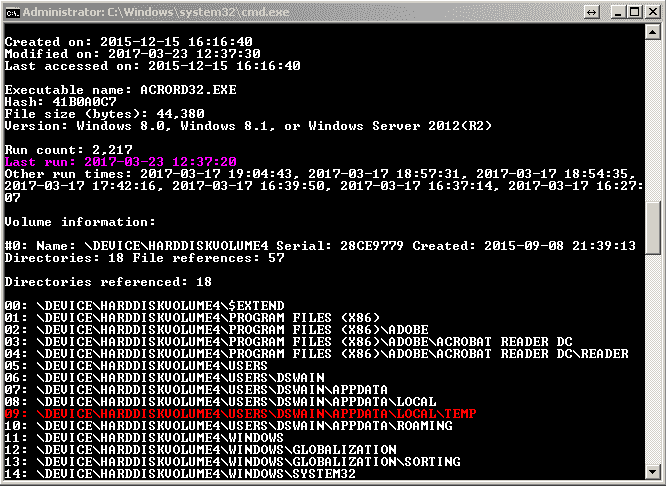 Administrator: C:\Windows\system32\cmd.exe
Created on: 2015-12-15 16:16:40
Modified on: 2017-03-23 12:37:30
Last accessed on: 2015-12-15 16:16:40
Executable name: ACRORD32.EXE
Hash: 41B0A0C7
File size (bytes): 44,380
Version: Windows 8.0, Windows 8.1, or Windows Server 2012(R2)
Run count: 2,217
Last run: 2017-03-23 12:37:20
Other run times: 2017-03-17 19:04:43, 2017-03-17 18:57:31, 2017-03-17 18:54:35,
2017-03-17 17:42:16, 2017-03-17 16:39:50, 2017-03-17 16:37:14, 2017-03-17 16:27:
07
Volume information:
#0: Name: \DEVICE\HARDDISKVOLUME4 Serial: 28CE9779 Created: 2015-09-08 21:39:13
Directories: 18 File references: 57
Directories referenced: 18
00: \DEVICE\HARDDISKVOLUME4\$EXTEND
01: \DEVICE\HARDDISKVOLUME4\PROGRAM FILES (X86)
02: \DEVICE\HARDDISKVOLUME4\PROGRAM FILES (X86)\ADOBE
03: \DEVICE\HARDDISKVOLUME4\PROGRAM FILES (X86)\ADOBE\ACROBAT READER DC
04: \DEVICE\HARDDISKVOLUME4\PROGRAM FILES (X86)\ADOBE\ACROBAT READER DC\READER
05: \DEVICE\HARDDISKVOLUME4\USERS
06: \DEVICE\HARDDISKVOLUME4\USERS\DSWAIN
07: \DEVICE\HARDDISKVOLUME4\USERS\DSWAIN\APPDATA
08: \DEVICE\HARDDISKVOLUME4\USERS\DSWAIN\APPDATA\LOCAL
09: \DEVICE\HARDDISKVOLUME4\USERS\DSWAIN\APPDATA\LOCAL\TEMP
10: \DEVICE\HARDDISKVOLUME4\USERS\DSWAIN\APPDATA\ROAMING
11: \DEVICE\HARDDISKVOLUME4\WINDOWS
12: \DEVICE\HARDDISKVOLUME4\WINDOWS\GLOBALIZATION
13: \DEVICE\HARDDISKVOLUME4\WINDOWS\GLOBALIZATION\SORTING
14: \DEVICE\HARDDISKVOLUME4\WINDOWS\SYSTEM32